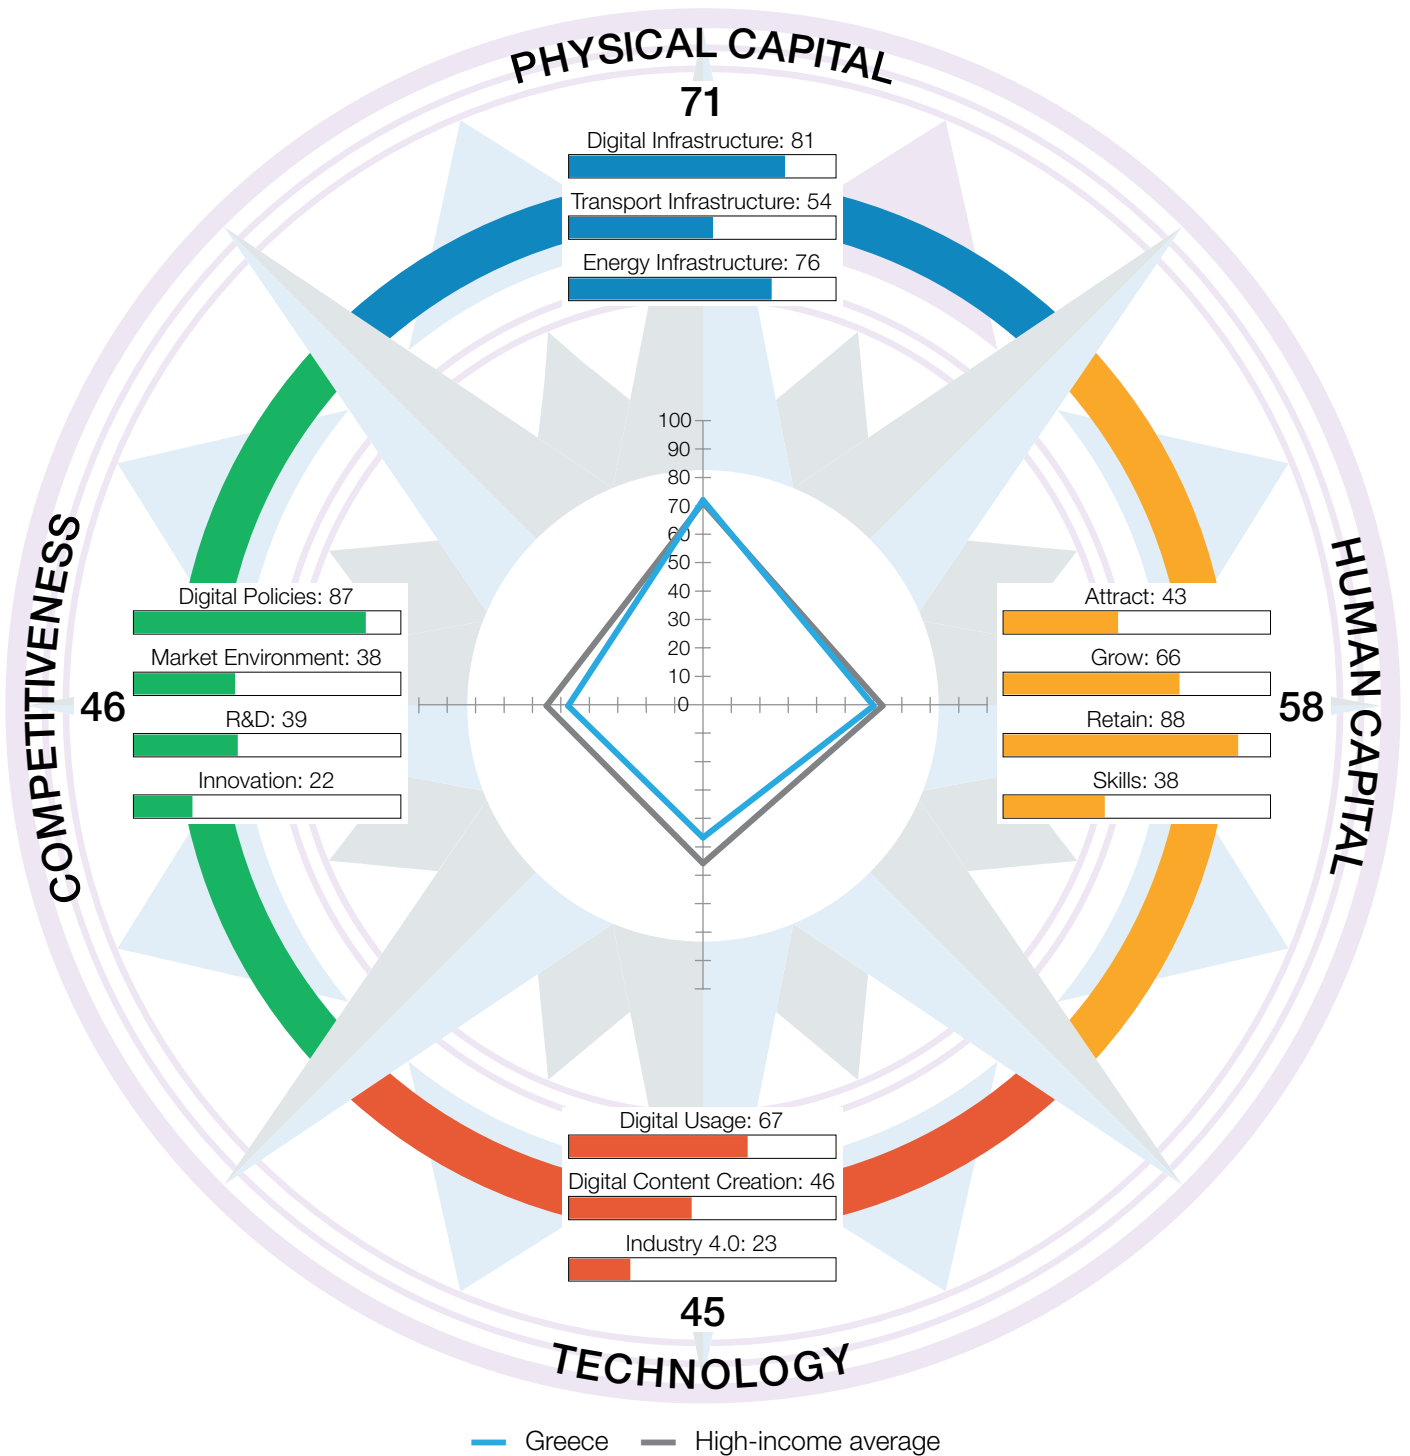 PHYSICAL CAPITAL
71
Digital Infrastructure: 81
Transport Infrastructure: 54
Energy Infrastructure: 76
100
90
80
70
60
50
40
30
20
10
0
COMPETITIVENESS
46
Digital Policies: 87
Market Environment: 38
R&D: 39
Innovation: 22
HUMAN CAPITAL
58
Attract: 43
Grow: 66
Retain: 88
Skills: 38
Digital Usage: 67
Digital Content Creation: 46
Industry 4.0: 23
45
TECHNOLOGY
Greece
High-income average